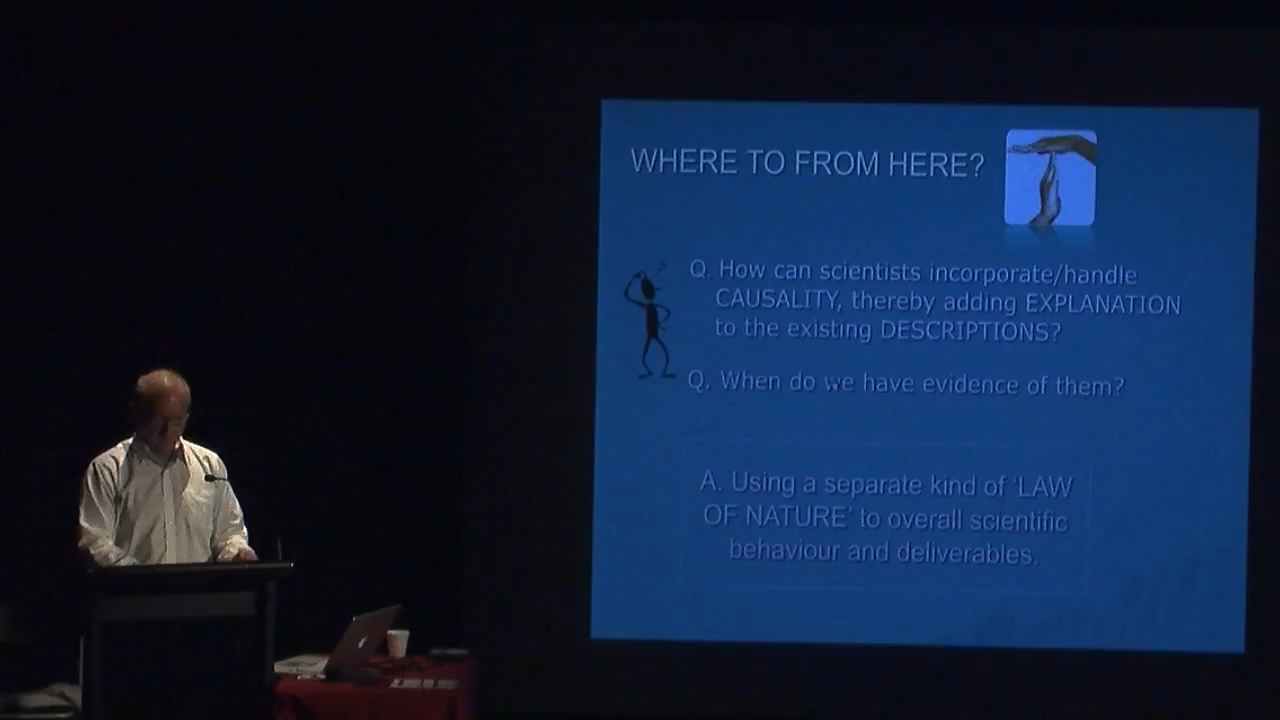 WHERE TO FROM HERE?
Q. How can scientists incorporate/handle
CAUSALITY, thereby adding EXPLANATION
to the existing DESCRIPTIONS?
Q. When do we have evidence of them?
A. Using a separate kind of 'LAW
OF NATURE' to overall scientific
behaviour and deliverables.